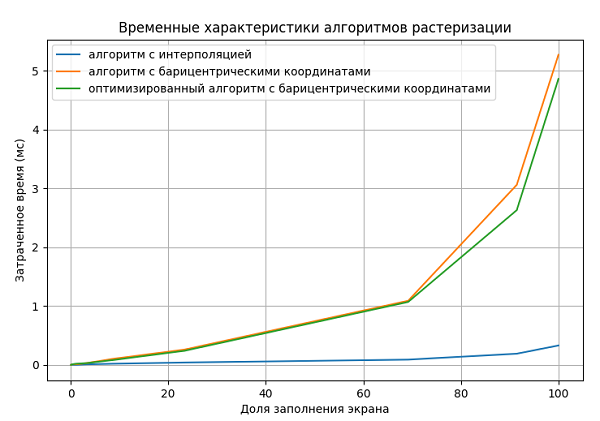 Временные характеристики алгоритмов растеризации
алгоритм с интерполяцией
алгоритм с барицентрическими координатами
оптимизированный алгоритм с барицентрическими координатами
Затраченное время (мс)
5
4
3
2
1
0
0 20 40 60 80 100
Доля заполнения экрана